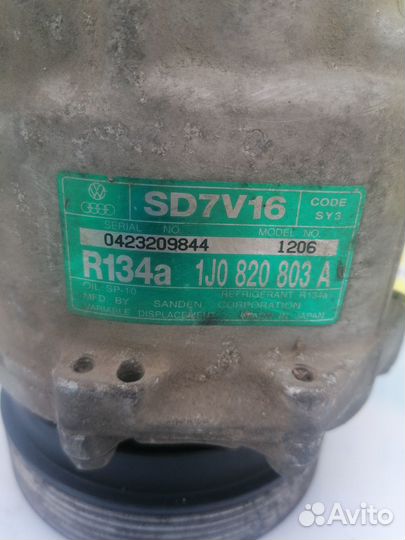 SD7V16
CODE
SY3
SERIAL NO. MODEL NO.
0423209844 1206
R134a 1J0 820 803 A
OIL SP-10 REFRIGERANT R134a
MFD. BY SANDEN CORPORATION
VARIABLE DISPLACEMENT MADE IN JAPAN
Avito